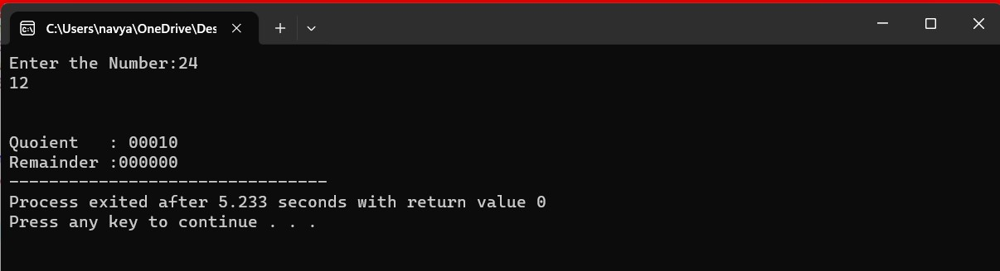 C:\Users\navya\OneDrive\Des
Enter the Number:24
12
Quoient   : 00010
Remainder :000000
--------------------------------
Process exited after 5.233 seconds with return value 0
Press any key to continue . . .